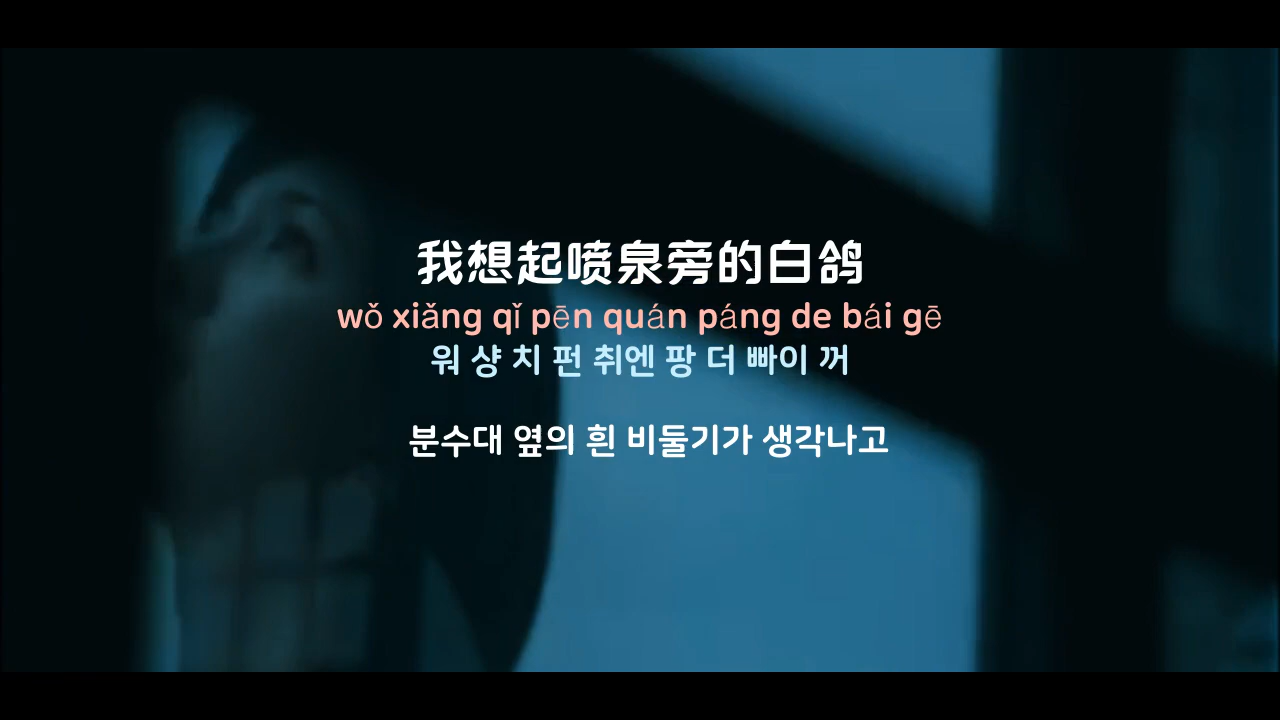 我想起喷泉旁的白鸽
wǒ xiǎng qǐ pēn quán páng de bái gē
워 샹 치 펀 취엔 팡 더 빠이 꺼
분수대 옆의 흰 비둘기가 생각나고